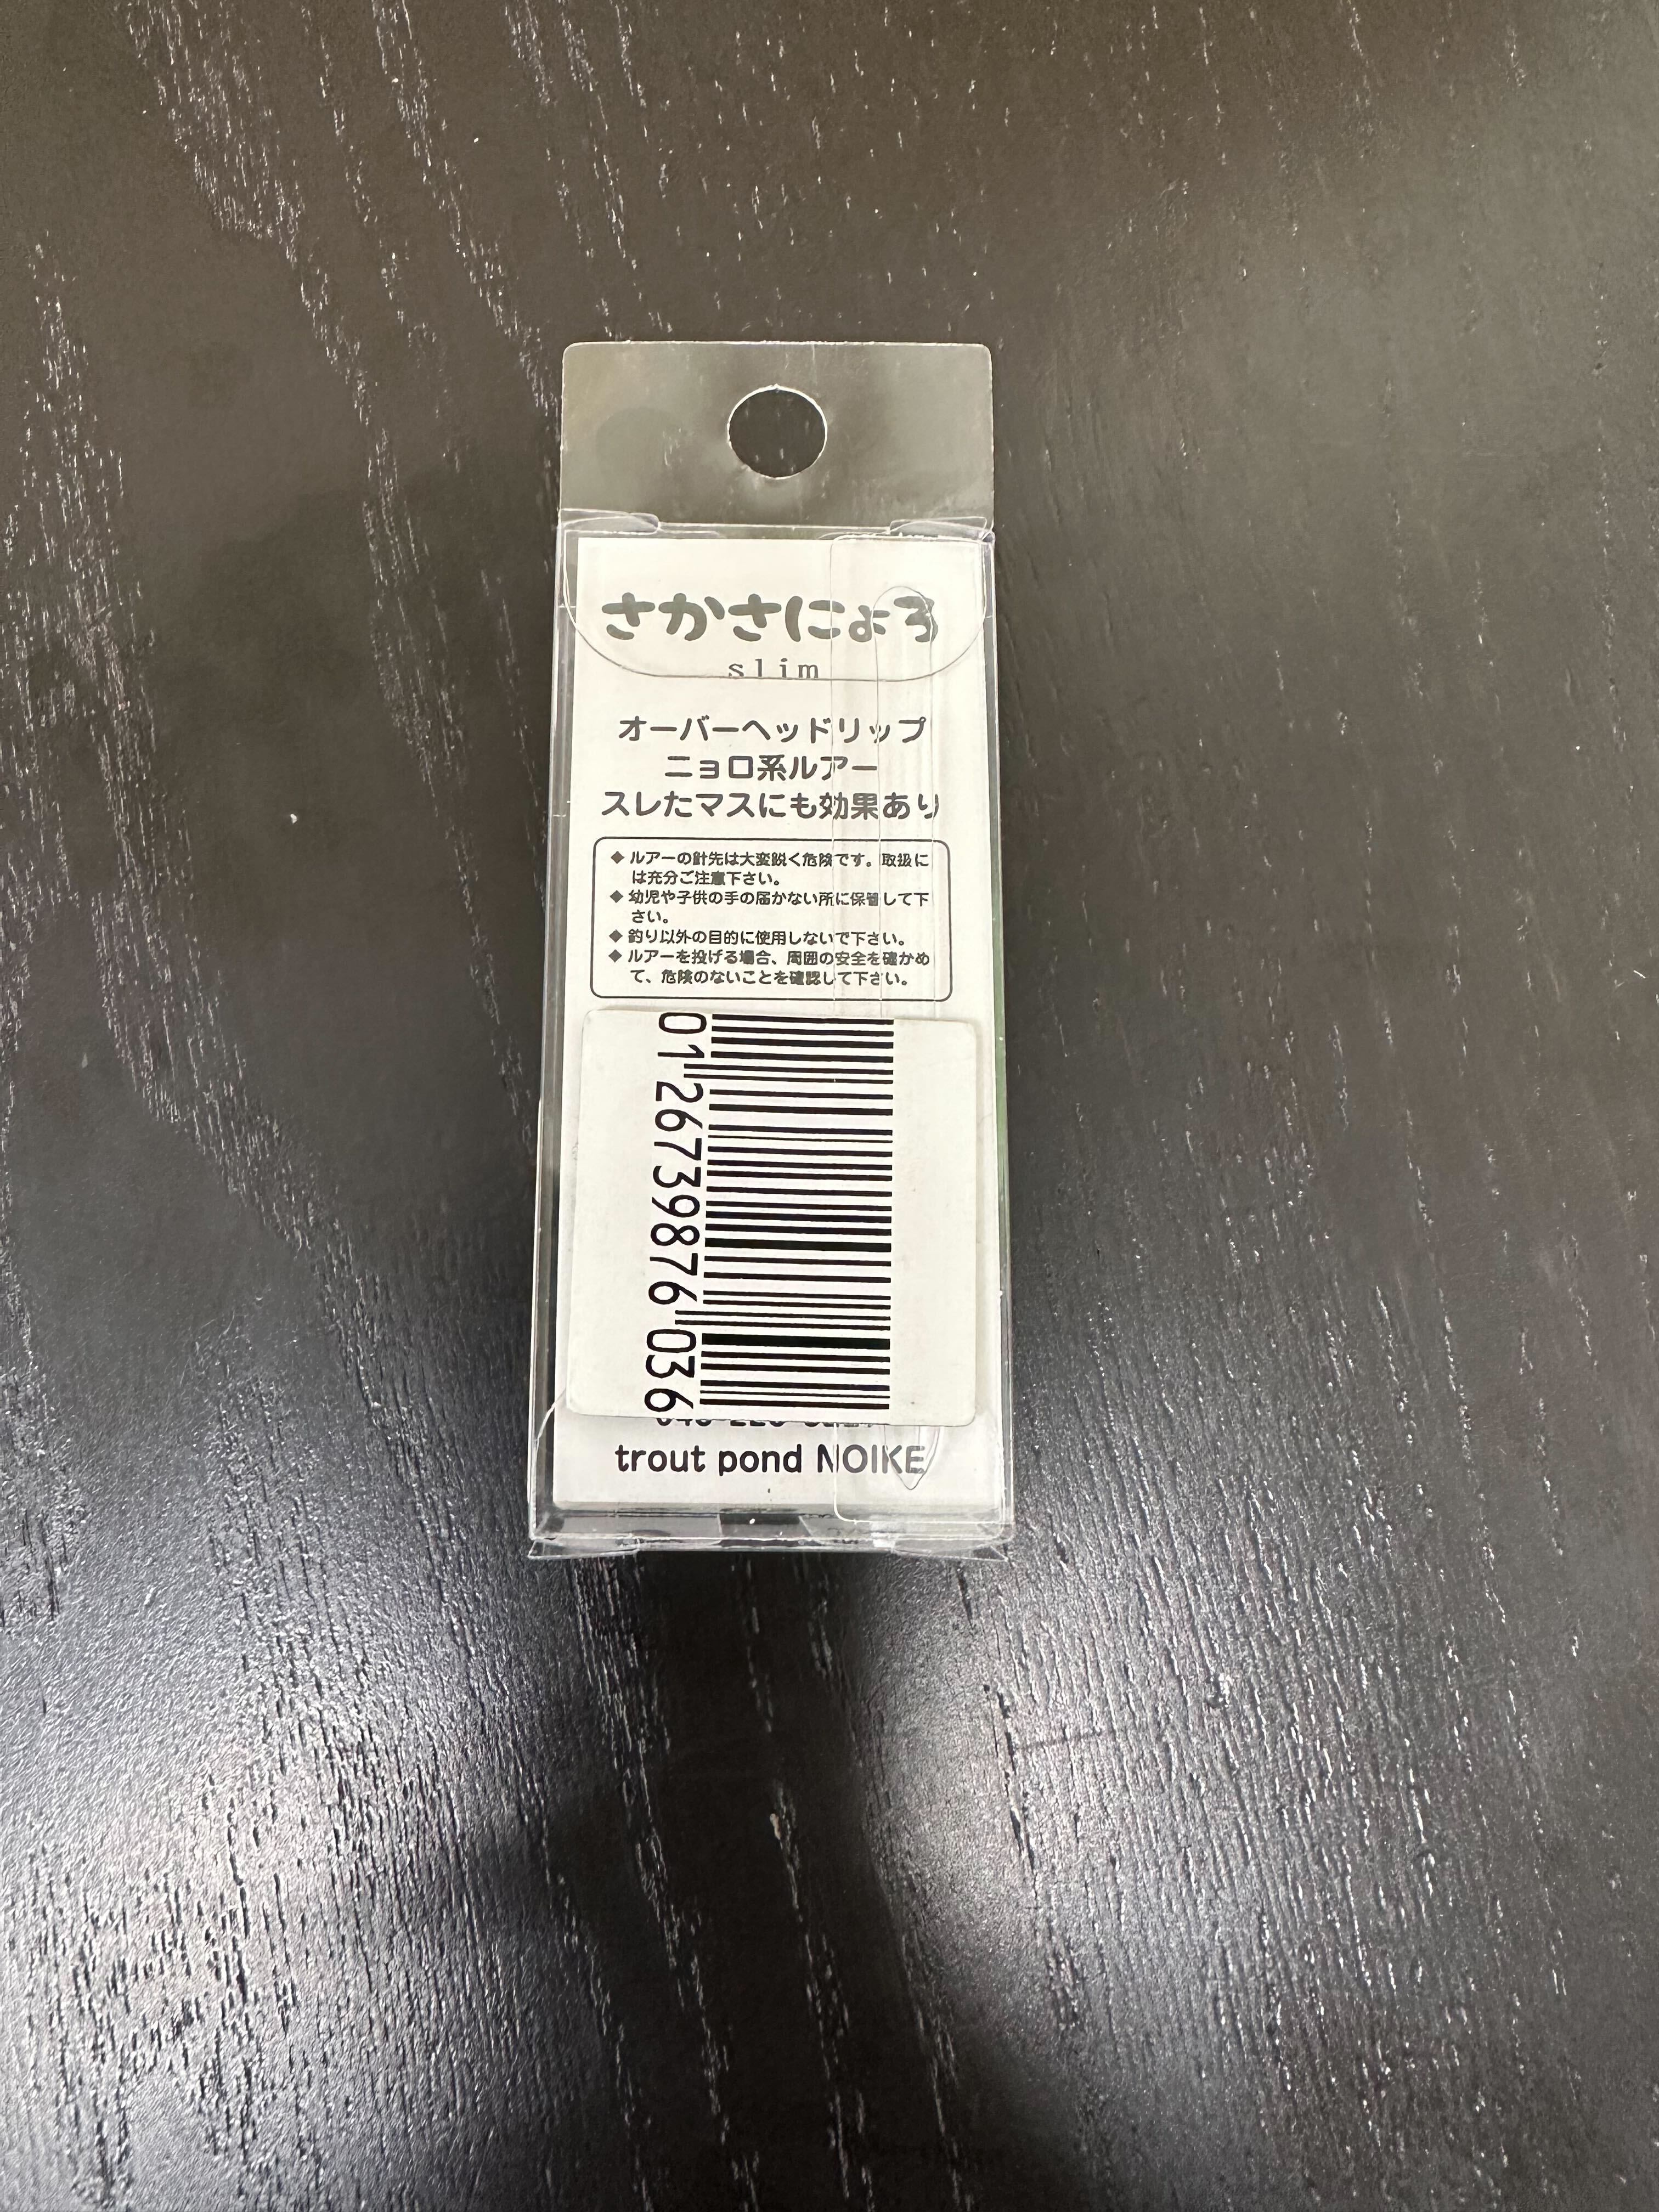 さかさにょろ
slim
オーバーヘッドリップ
ニョロ系ルアー
スレたマスにも効果あり
◆ ルアーの針先は大変鋭く危険です。取扱に
は充分ご注意下さい。
◆ 幼児や子供の手の届かない所に保管して下
さい。
◆ 釣り以外の目的に使用しないで下さい。
◆ ルアーを投げる場合、周囲の安全を確かめ
て、危険のないことを確認して下さい。
01 26739876 036
trout pond NOIKE